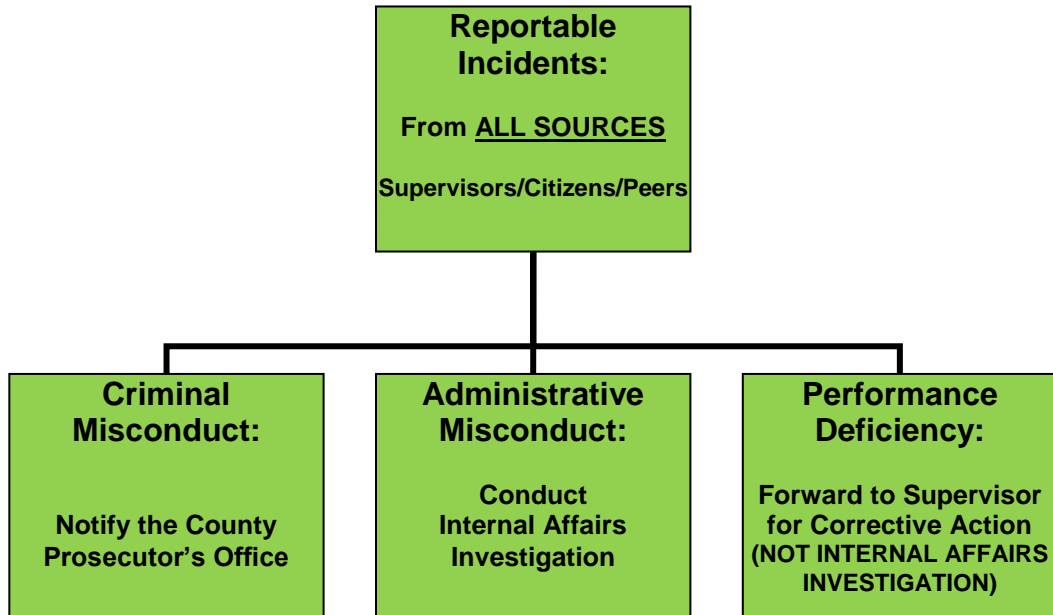 Reportable
Incidents:
From ALL SOURCES
Supervisors/Citizens/Peers
Criminal
Misconduct:
Notify the County
Prosecutor’s Office
Administrative
Misconduct:
Conduct
Internal Affairs
Investigation
Performance
Deficiency:
Forward to Supervisor
for Corrective Action
(NOT INTERNAL AFFAIRS
INVESTIGATION)